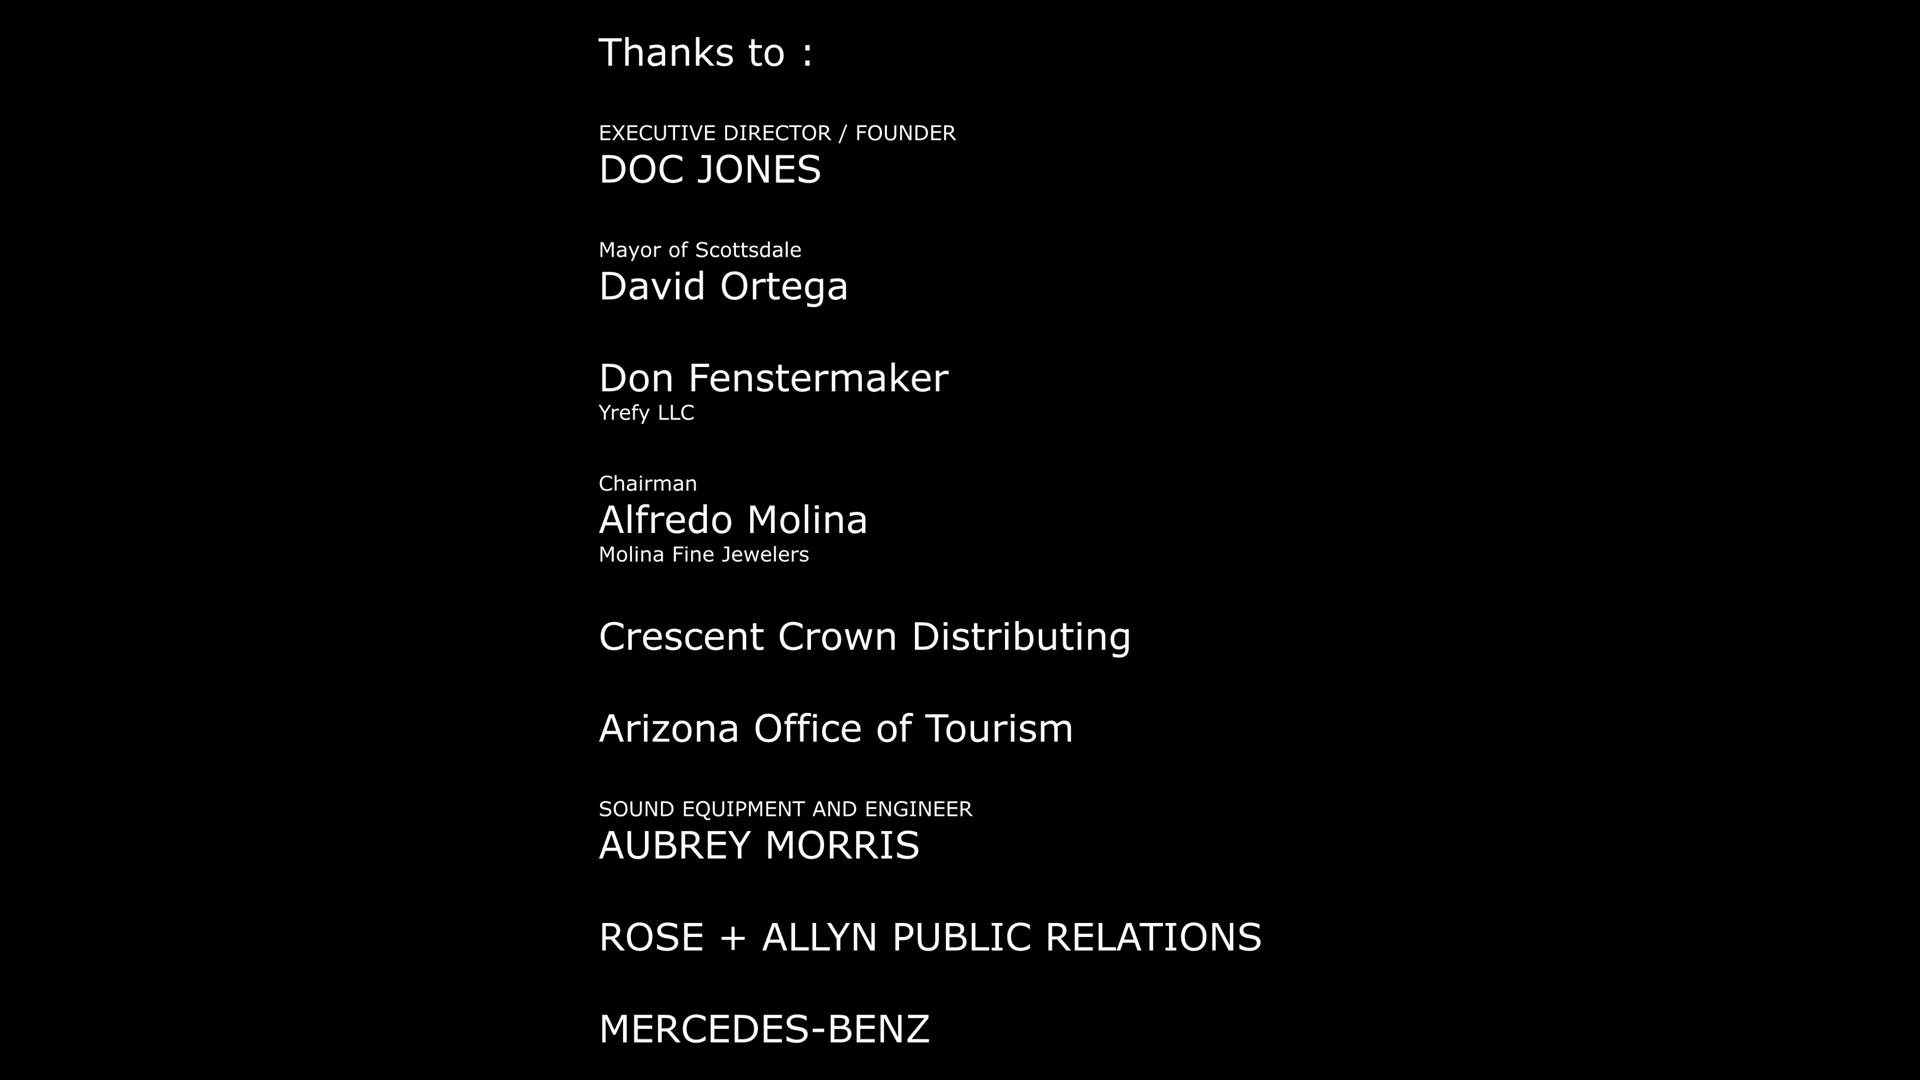 Thanks to :
EXECUTIVE DIRECTOR / FOUNDER
DOC JONES
Mayor of Scottsdale
David Ortega
Don Fenstermaker
Yrefy LLC
Chairman
Alfredo Molina
Molina Fine Jewelers
Crescent Crown Distributing
Arizona Office of Tourism
SOUND EQUIPMENT AND ENGINEER
AUBREY MORRIS
ROSE + ALLYN PUBLIC RELATIONS
MERCEDES-BENZ